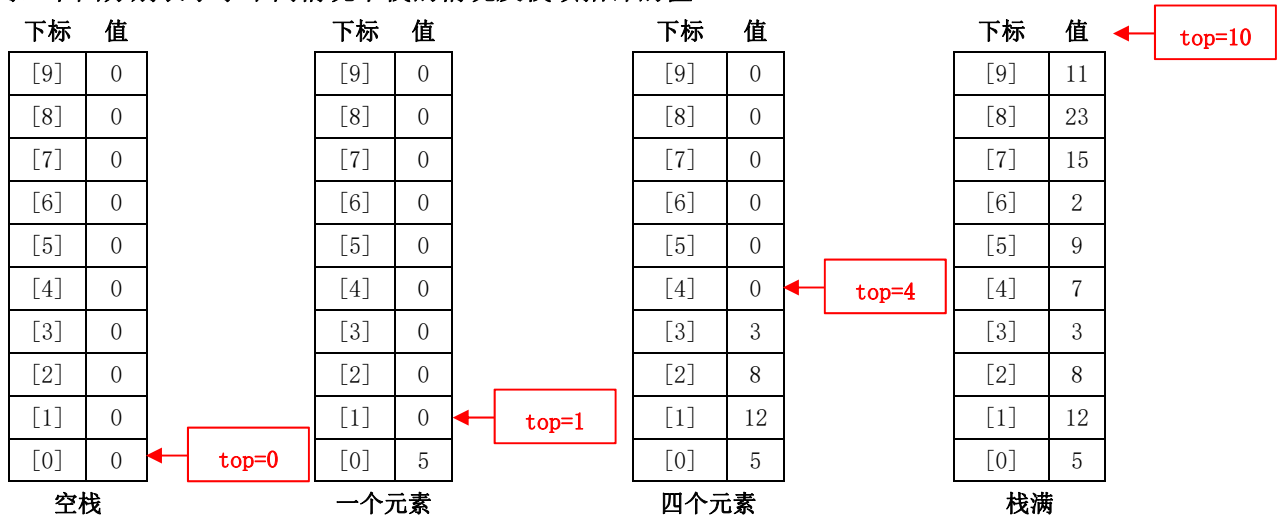 下标 值 下标 值 下标 值 下标 值 top=10
[9] 0 [9] 0 [9] 0 [9] 11
[8] 0 [8] 0 [8] 0 [8] 23
[7] 0 [7] 0 [7] 0 [7] 15
[6] 0 [6] 0 [6] 0 [6] 2
[5] 0 [5] 0 [5] 0 [5] 9
[4] 0 [4] 0 [4] 0 top=4 [4] 7
[3] 0 [3] 0 [3] 3 [3] 3
[2] 0 [2] 0 [2] 8 [2] 8
[1] 0 [1] 0 top=1 [1] 12 [1] 12
[0] 0 top=0 [0] 5 [0] 5 [0] 5
空栈 一个元素 四个元素 栈满